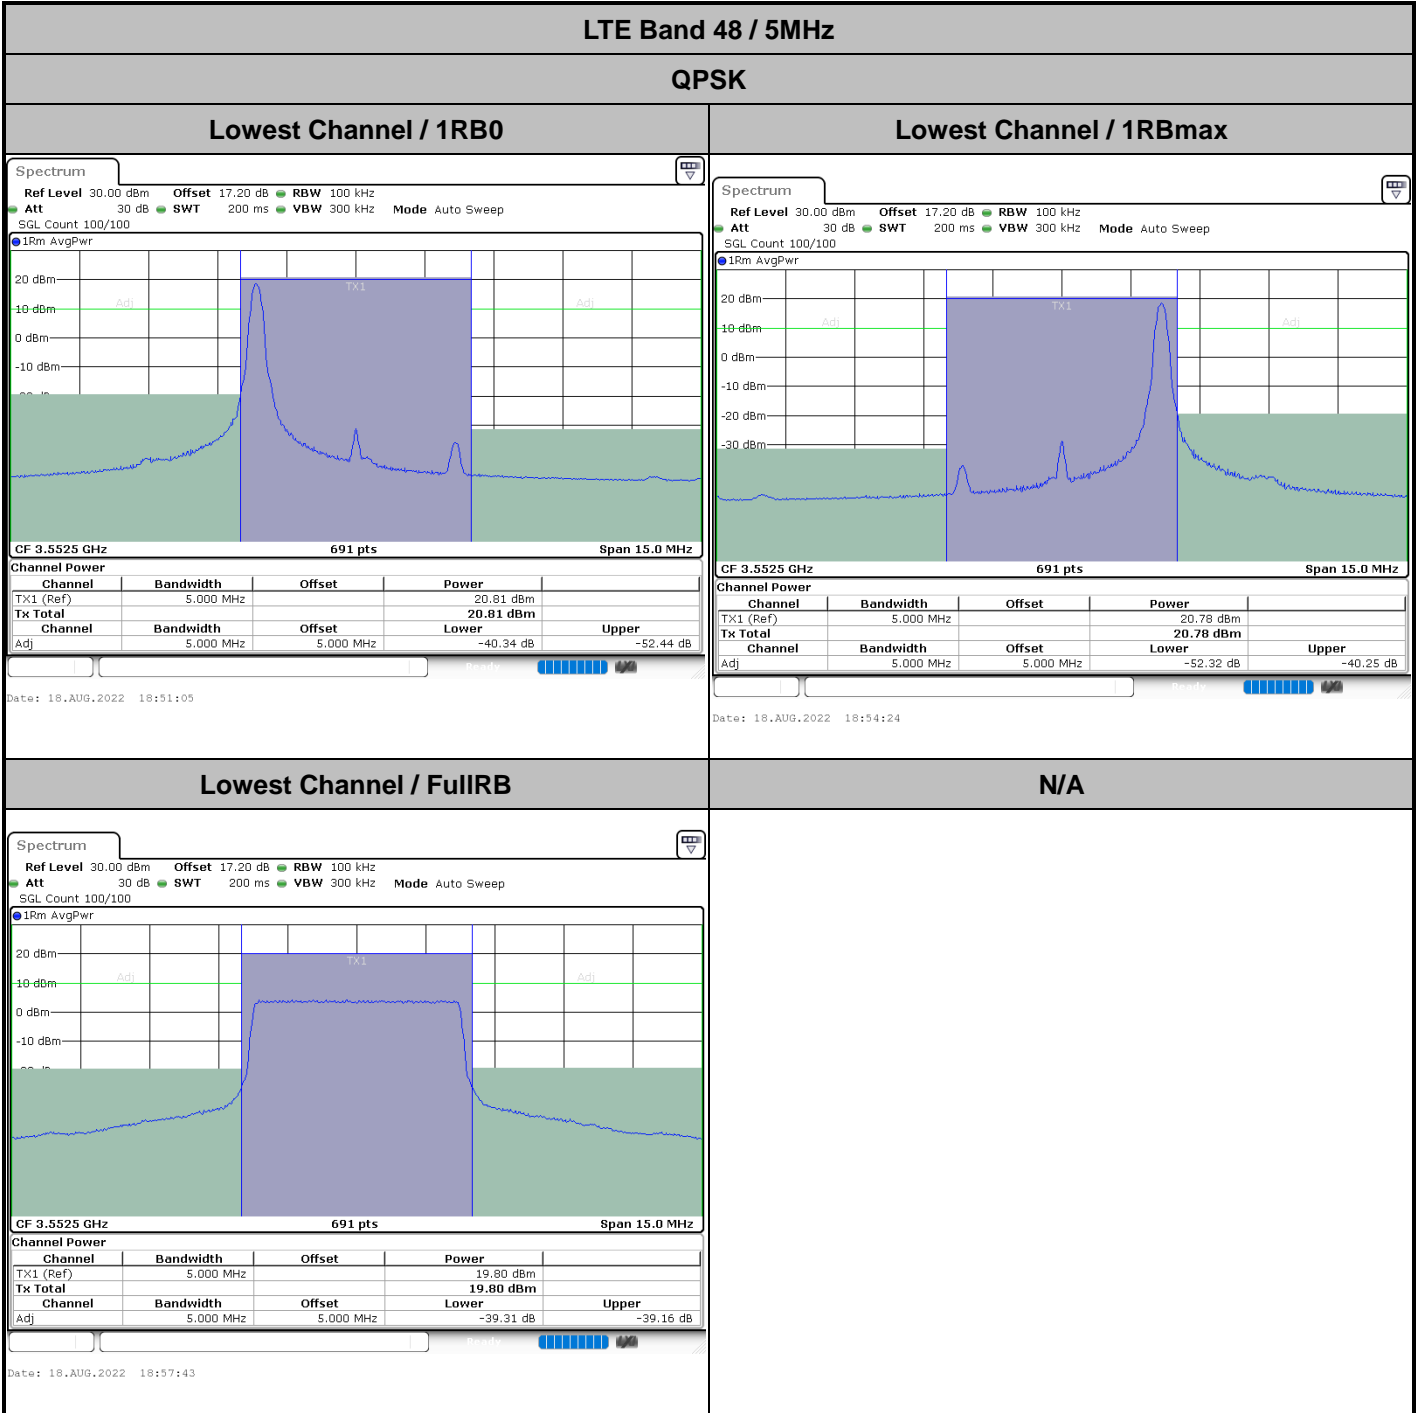 LTE Band 48 / 5MHz
QPSK
Lowest Channel / 1RB0
Lowest Channel / 1RBmax
Spectrum
Ref Level 30.00 dBm Offset 17.20 dB RBW 100 kHz
Att 30 dB SWT 200 ms VBW 300 kHz Mode Auto Sweep
SGL Count 100/100
1Rm AvgPwr
20 dBm
TX1
Adj
Adj
10 dBm
0 dBm
-10 dBm
CF 3.5525 GHz 691 pts Span 15.0 MHz
Channel Power
Channel Bandwidth Offset Power
TX1 (Ref) 5.000 MHz 20.81 dBm
Tx Total 20.81 dBm
Channel Bandwidth Offset Lower Upper
Adj 5.000 MHz 5.000 MHz -40.34 dB -52.44 dB
Ready
Date: 18.AUG.2022 18:51:05
Spectrum
Ref Level 30.00 dBm Offset 17.20 dB RBW 100 kHz
Att 30 dB SWT 200 ms VBW 300 kHz Mode Auto Sweep
SGL Count 100/100
1Rm AvgPwr
20 dBm
TX1
Adj
Adj
10 dBm
0 dBm
-10 dBm
-20 dBm
-30 dBm
CF 3.5525 GHz 691 pts Span 15.0 MHz
Channel Power
Channel Bandwidth Offset Power
TX1 (Ref) 5.000 MHz 20.78 dBm
Tx Total 20.78 dBm
Channel Bandwidth Offset Lower Upper
Adj 5.000 MHz 5.000 MHz -52.32 dB -40.25 dB
Ready
Date: 18.AUG.2022 18:54:24
Lowest Channel / FullRB
N/A
Spectrum
Ref Level 30.00 dBm Offset 17.20 dB RBW 100 kHz
Att 30 dB SWT 200 ms VBW 300 kHz Mode Auto Sweep
SGL Count 100/100
1Rm AvgPwr
20 dBm
TX1
Adj
Adj
10 dBm
0 dBm
-10 dBm
CF 3.5525 GHz 691 pts Span 15.0 MHz
Channel Power
Channel Bandwidth Offset Power
TX1 (Ref) 5.000 MHz 19.80 dBm
Tx Total 19.80 dBm
Channel Bandwidth Offset Lower Upper
Adj 5.000 MHz 5.000 MHz -39.31 dB -39.16 dB
Ready
Date: 18.AUG.2022 18:57:43